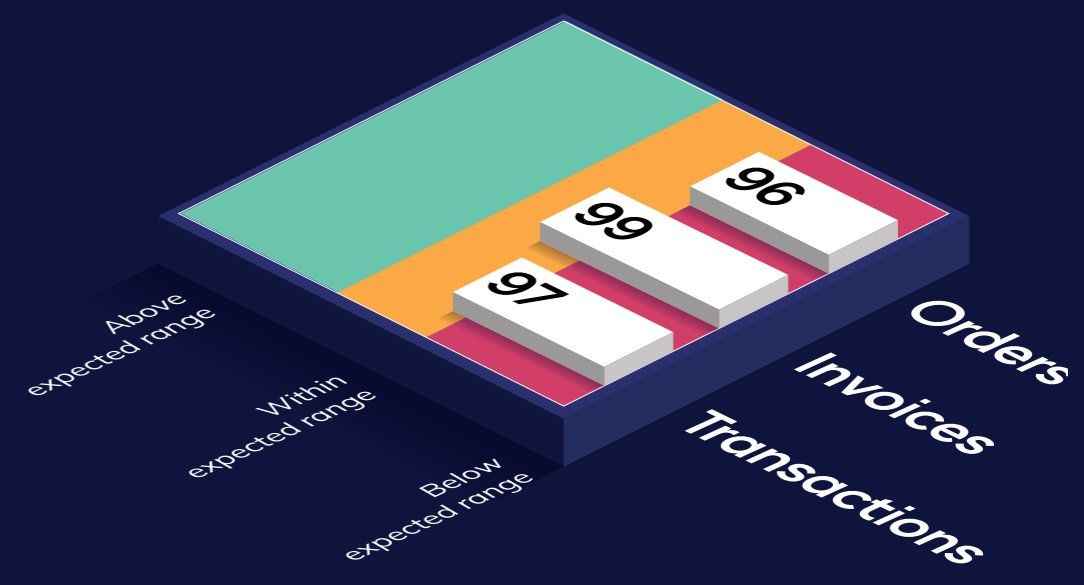 96
99
97
Above
expected range
Within
expected range
Below
expected range
Orders
Invoices
Transactions